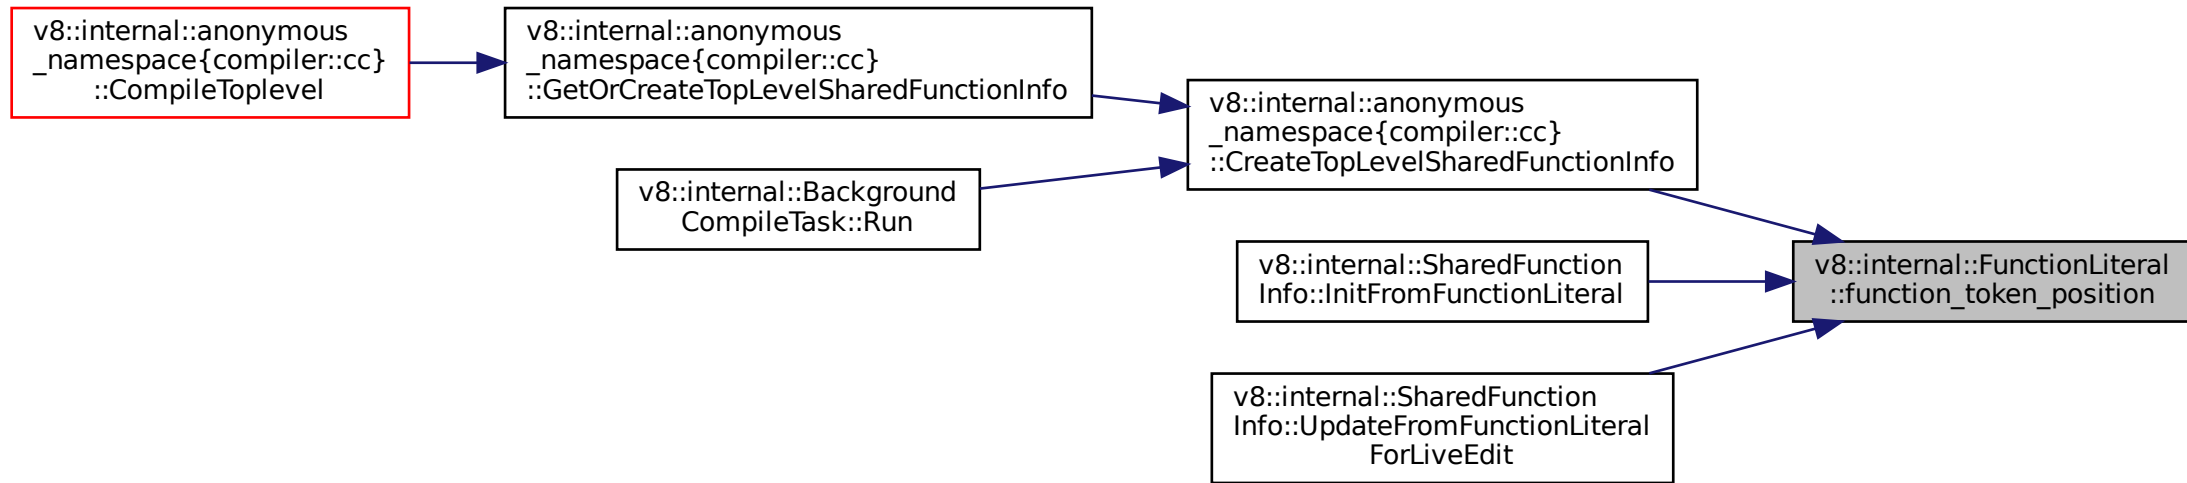 v8::internal::anonymous
_namespace{compiler::cc}
::CompileToplevel
v8::internal::anonymous
_namespace{compiler::cc}
::GetOrCreateTopLevelSharedFunctionInfo
v8::internal::anonymous
_namespace{compiler::cc}
::CreateTopLevelSharedFunctionInfo
v8::internal::Background
CompileTask::Run
v8::internal::SharedFunction
Info::InitFromFunctionLiteral
v8::internal::FunctionLiteral
::function_token_position
v8::internal::SharedFunction
Info::UpdateFromFunctionLiteral
ForLiveEdit